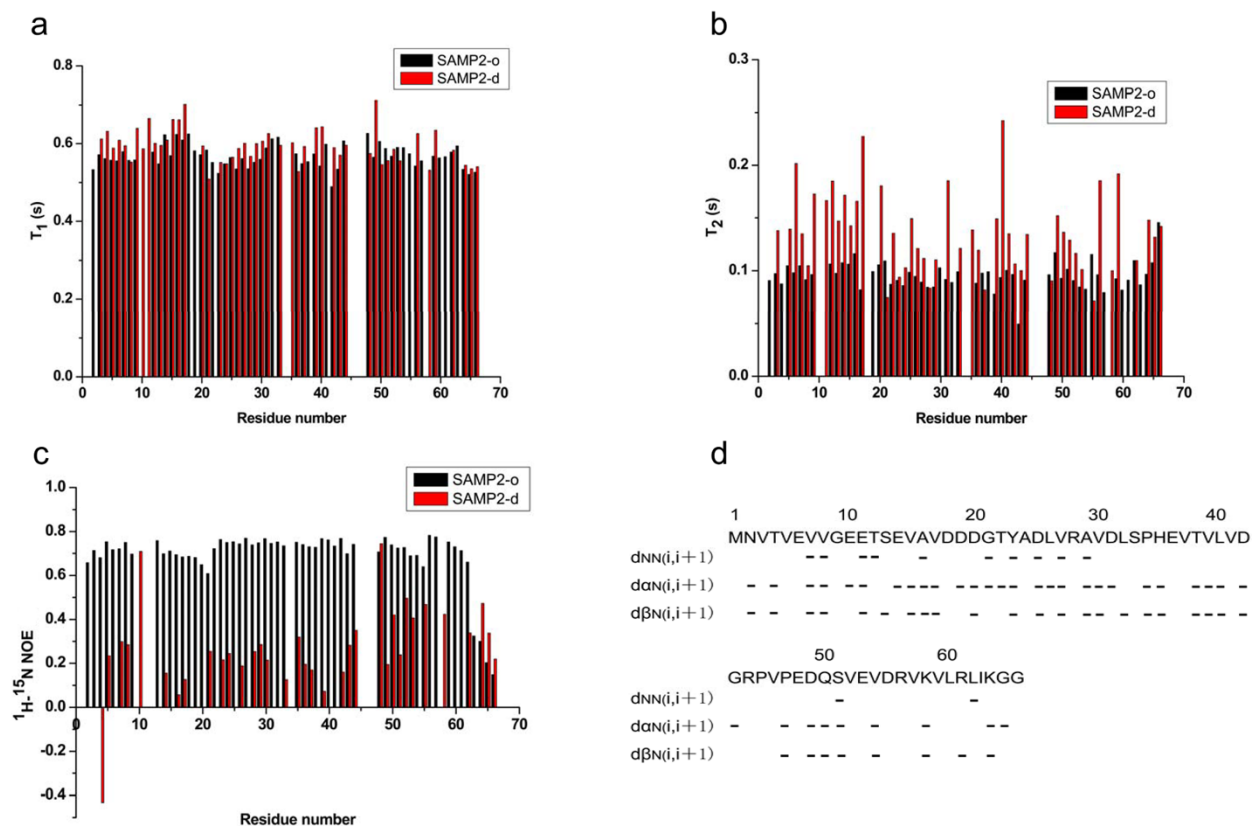 a
SAMP2-o
SAMP2-d
0.8
0.6
0.4
0.2
0.0
T1 (s)
0 10 20 30 40 50 60 70
Residue number
b
SAMP2-o
SAMP2-d
0.3
0.2
0.1
0.0
T2 (s)
0 10 20 30 40 50 60 70
Residue number
c
SAMP2-o
SAMP2-d
1.0
0.8
0.6
0.4
0.2
0.0
-0.2
-0.4
1H-15N NOE
0 10 20 30 40 50 60 70
Residue number
d
1 10 20 30 40
MNVTVEVVGEETSEVAVDDDGTYADLVRAVDLSPHEVTVLVD
dNN(i,i+1)
dαN(i,i+1)
dβN(i,i+1)
50 60
GRPVPEDQSVEVDRVKVLRLIKGG
dNN(i,i+1)
dαN(i,i+1)
dβN(i,i+1)